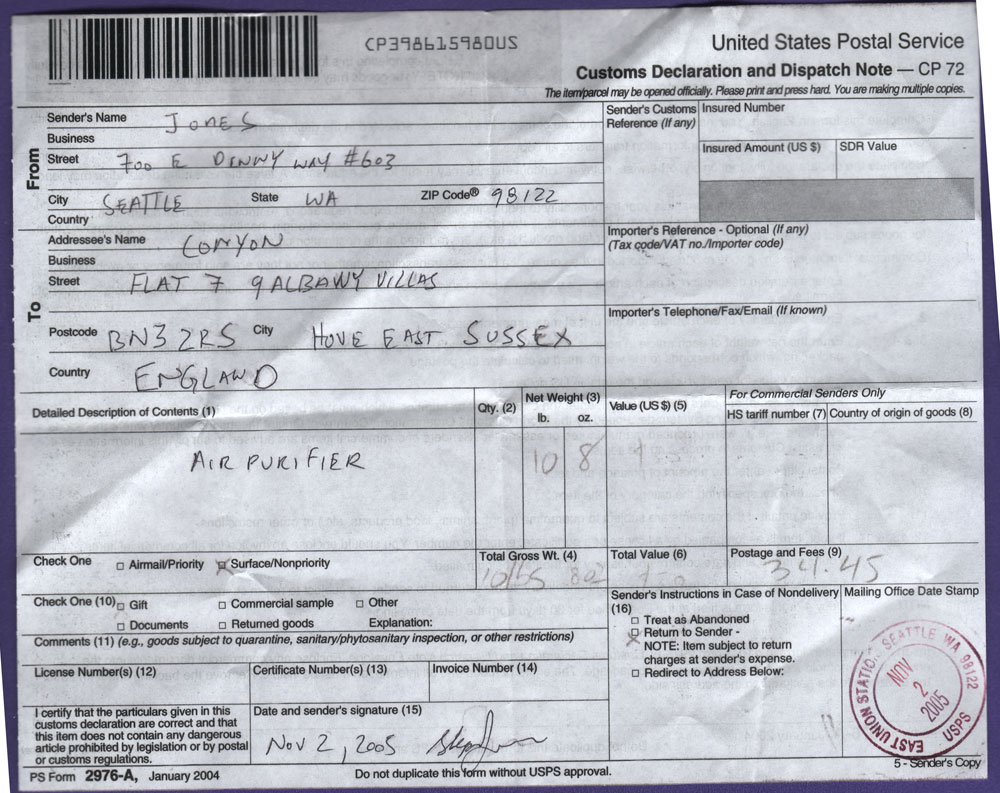 CP398615980US
United States Postal Service
Customs Declaration and Dispatch Note — CP 72
The item/parcel may be opened officially. Please print and press hard. You are making multiple copies.
From
Sender's Name JONES
Business
Street 700 E DENNY WAY #602
City SEATTLE State WA ZIP Code® 98122
Country
Sender's Customs Reference (If any)
Insured Number
Insured Amount (US $) SDR Value
To
Addressee's Name CONYON
Business
Street FLAT 7 9 ALBANY VILLAS
Postcode BN3 2RS City HOVE EAST SUSSEX
Country ENGLAND
Importer's Reference - Optional (If any)
(Tax code/VAT no./Importer code)
Importer's Telephone/Fax/Email (If known)
Detailed Description of Contents (1) Qty. (2) Net Weight (3) lb. oz. Value (US $) (5)
For Commercial Senders Only
HS tariff number (7) Country of origin of goods (8)
AIR PURIFIER 10 8
Check One Airmail/Priority Surface/Nonpriority
Total Gross Wt. (4) Total Value (6) Postage and Fees (9)
34.45
Check One (10) Gift Commercial sample Other
Documents Returned goods Explanation:
Comments (11) (e.g., goods subject to quarantine, sanitary/phytosanitary inspection, or other restrictions)
License Number(s) (12) Certificate Number(s) (13) Invoice Number (14)
Sender's Instructions in Case of Nondelivery (16)
Treat as Abandoned
Return to Sender -
NOTE: Item subject to return
charges at sender's expense.
Redirect to Address Below:
Mailing Office Date Stamp
EAST UNION STATIO SEATTLE WA 98122
NOV
2
2005
USPS
I certify that the particulars given in this
customs declaration are correct and that
this item does not contain any dangerous
article prohibited by legislation or by postal
or customs regulations.
Date and sender's signature (15)
NOV 2, 2005
PS Form 2976-A, January 2004
Do not duplicate this form without USPS approval.
5 - Sender's Copy